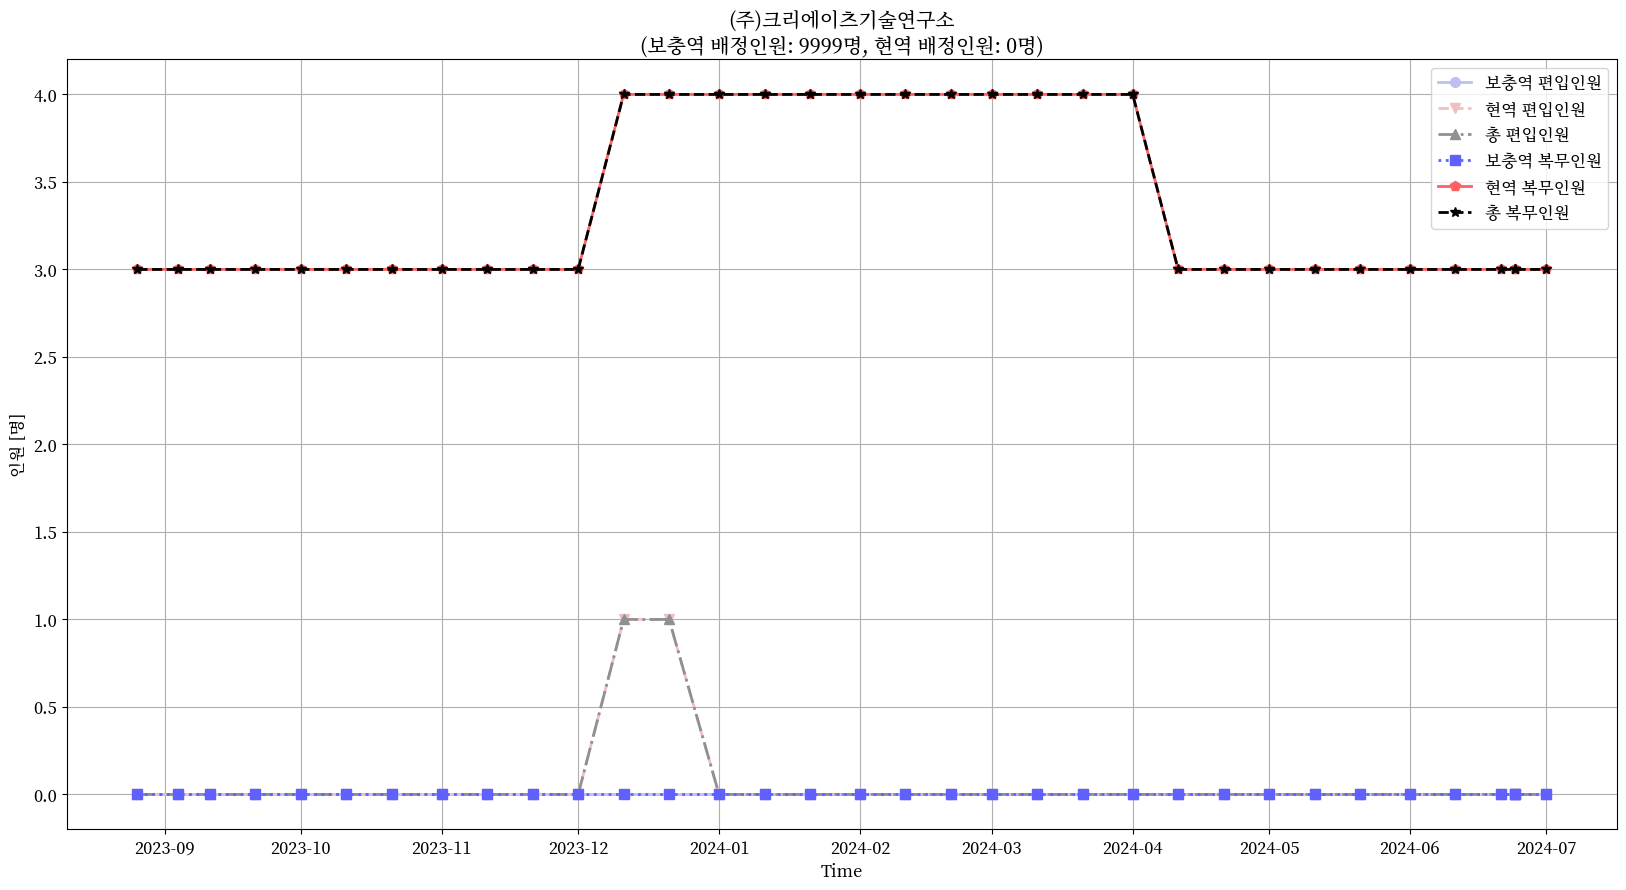 (주)크리에이츠기술연구소
(보충역 배정인원: 9999명, 현역 배정인원: 0명)
보충역 편입인원
현역 편입인원
총 편입인원
보충역 복무인원
현역 복무인원
총 복무인원
4.0
3.5
3.0
2.5
2.0
1.5
1.0
0.5
0.0
인원 [명]
2023-09 2023-10 2023-11 2023-12 2024-01 2024-02 2024-03 2024-04 2024-05 2024-06 2024-07
Time